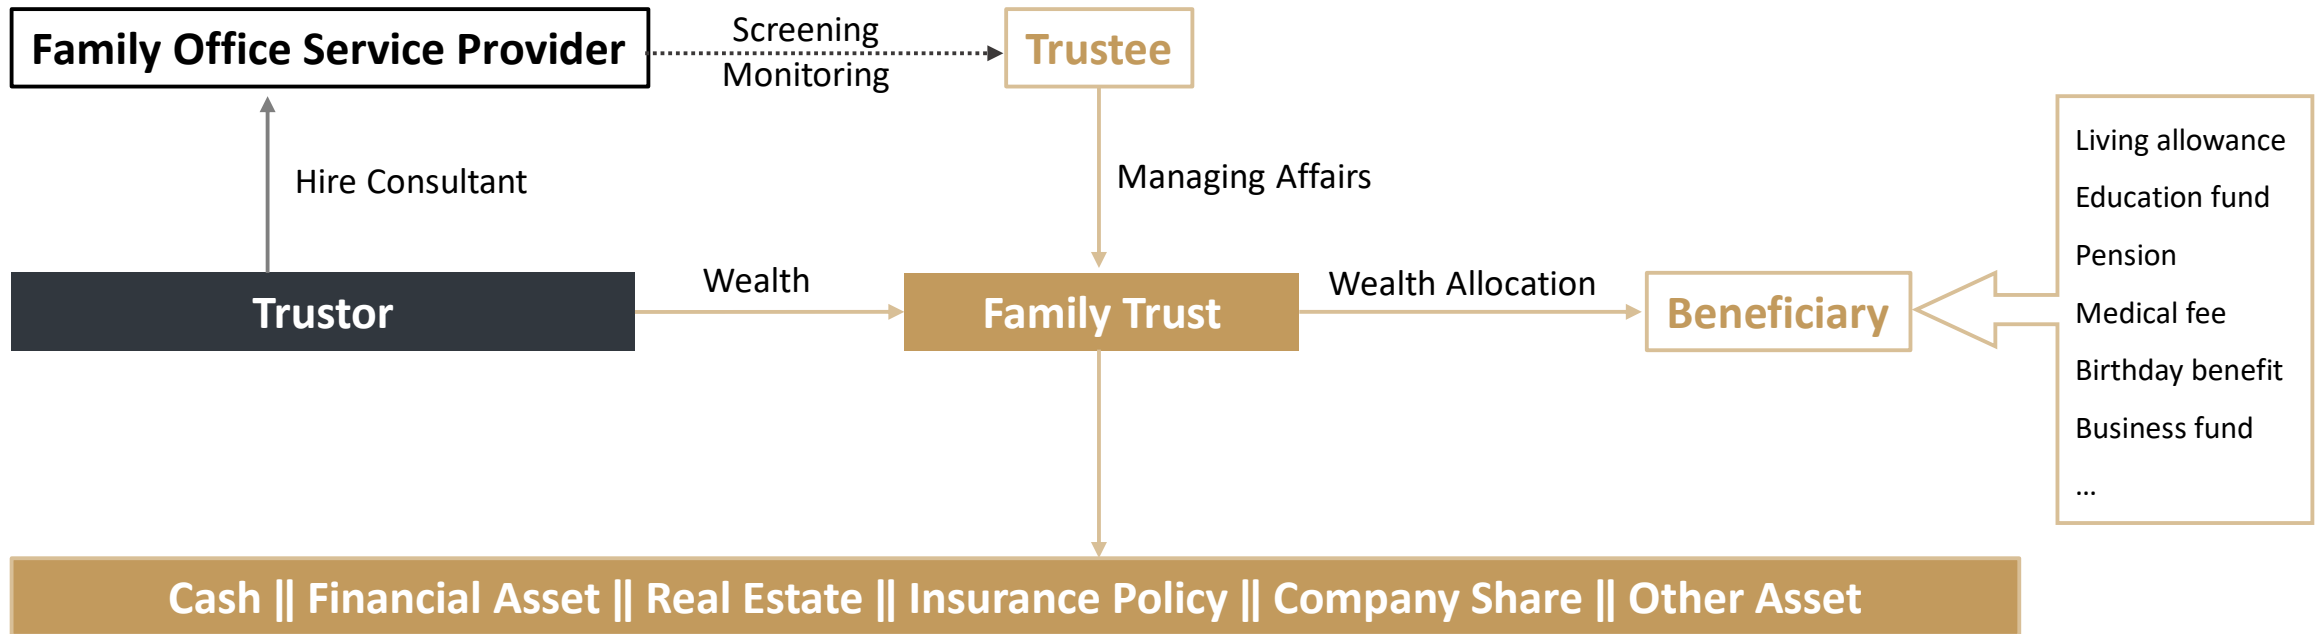 Family Office Service Provider
Screening
Monitoring
Trustee
Hire Consultant
Managing Affairs
Trustor
Wealth
Family Trust
Wealth Allocation
Beneficiary
Living allowance
Education fund
Pension
Medical fee
Birthday benefit
Business fund
...
Cash || Financial Asset || Real Estate || Insurance Policy || Company Share || Other Asset